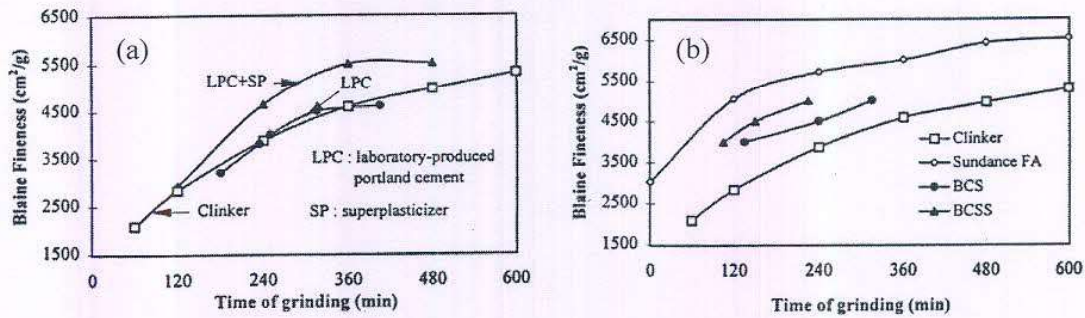 Blaine Fineness (cm²/g)
6500
5500
4500
3500
2500
1500
(a)
LPC+SP
LPC
LPC : laboratory-produced
portland cement
Clinker
SP : superplasticizer
0
120
240
360
480
600
Time of grinding (min)
Blaine Fineness (cm²/g)
6500
5500
4500
3500
2500
1500
(b)
Clinker
Sundance FA
BCS
BCSS
0
120
240
360
480
600
Time of grinding (min)